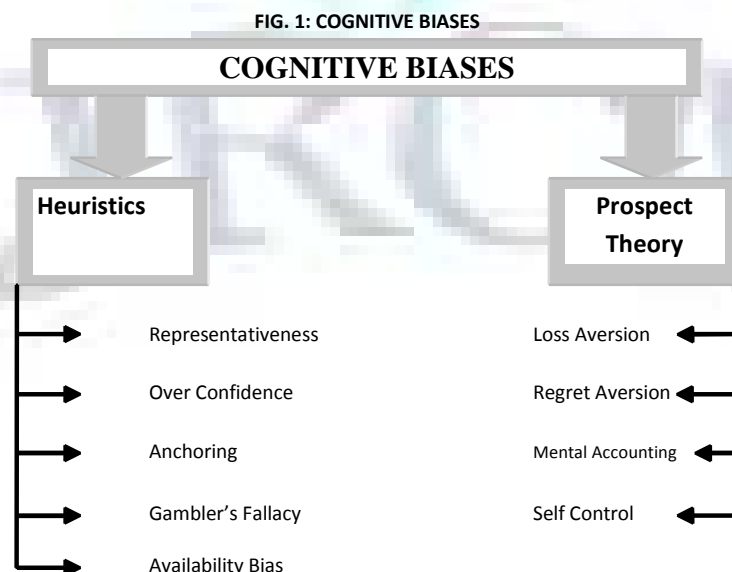 FIG. 1: COGNITIVE BIASES
COGNITIVE BIASES
Heuristics
Prospect
Theory
Representativeness
Over Confidence
Anchoring
Gambler’s Fallacy
Availability Bias
Loss Aversion
Regret Aversion
Mental Accounting
Self Control